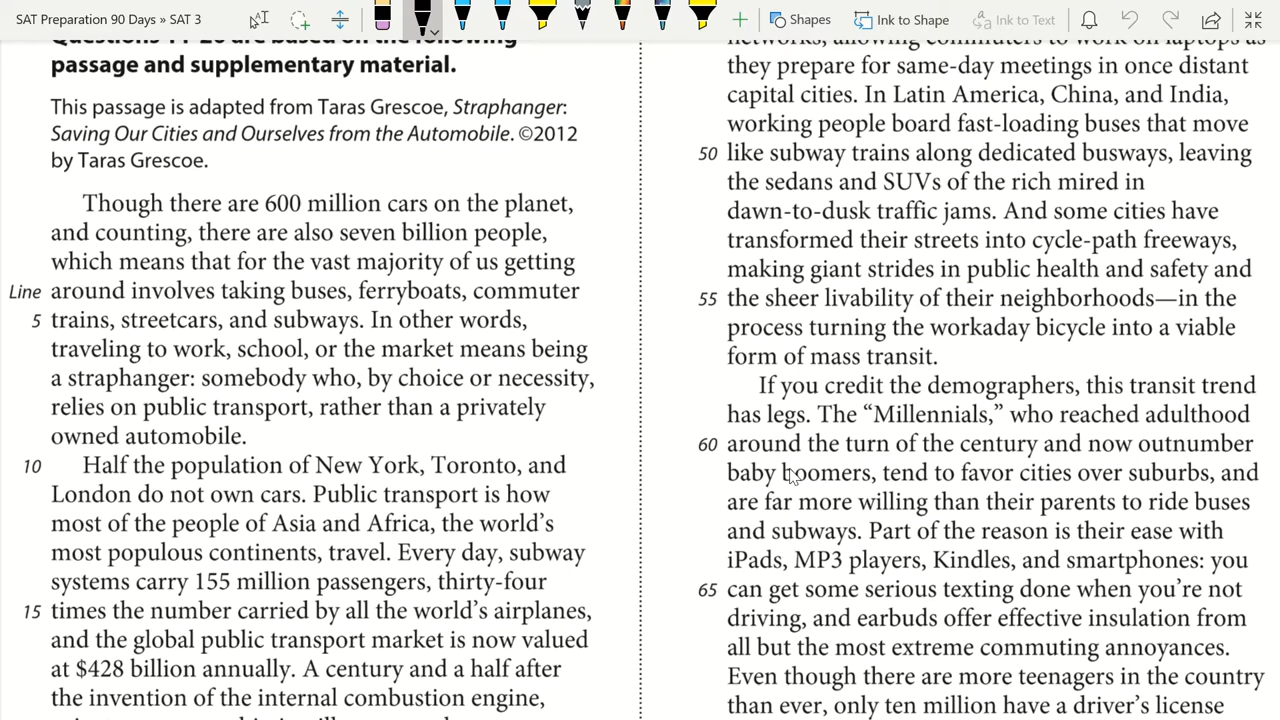 SAT Preparation 90 Days » SAT 3
Shapes
Ink to Shape
Ink to Text
Questions 11-20 are based on the following
passage and supplementary material.
This passage is adapted from Taras Grescoe, Straphanger:
Saving Our Cities and Ourselves from the Automobile. ©2012
by Taras Grescoe.
Though there are 600 million cars on the planet,
and counting, there are also seven billion people,
which means that for the vast majority of us getting
Line around involves taking buses, ferryboats, commuter
5 trains, streetcars, and subways. In other words,
traveling to work, school, or the market means being
a straphanger: somebody who, by choice or necessity,
relies on public transport, rather than a privately
owned automobile.
10 Half the population of New York, Toronto, and
London do not own cars. Public transport is how
most of the people of Asia and Africa, the world's
most populous continents, travel. Every day, subway
systems carry 155 million passengers, thirty-four
15 times the number carried by all the world's airplanes,
and the global public transport market is now valued
at $428 billion annually. A century and a half after
the invention of the internal combustion engine,
networks, allowing commuters to work on laptops as
they prepare for same-day meetings in once distant
capital cities. In Latin America, China, and India,
working people board fast-loading buses that move
50 like subway trains along dedicated busways, leaving
the sedans and SUVs of the rich mired in
dawn-to-dusk traffic jams. And some cities have
transformed their streets into cycle-path freeways,
making giant strides in public health and safety and
55 the sheer livability of their neighborhoods—in the
process turning the workaday bicycle into a viable
form of mass transit.
If you credit the demographers, this transit trend
has legs. The “Millennials,” who reached adulthood
60 around the turn of the century and now outnumber
baby boomers, tend to favor cities over suburbs, and
are far more willing than their parents to ride buses
and subways. Part of the reason is their ease with
iPads, MP3 players, Kindles, and smartphones: you
65 can get some serious texting done when you're not
driving, and earbuds offer effective insulation from
all but the most extreme commuting annoyances.
Even though there are more teenagers in the country
than ever, only ten million have a driver's license